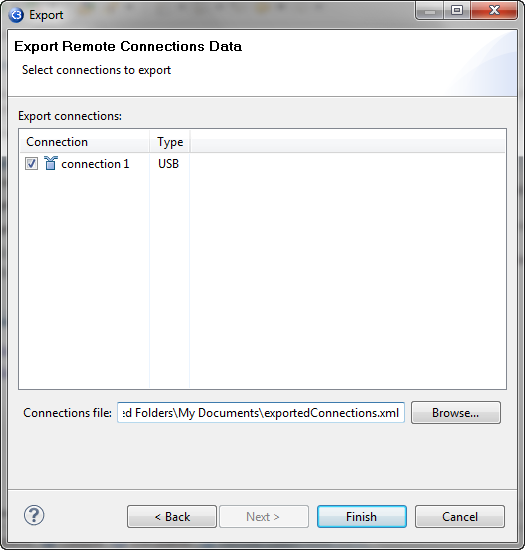 Export
Export Remote Connections Data
Select connections to export
Export connections:
Connection Type
connection 1 USB
Connections file: Folders\My Documents\exportedConnections.xml Browse...
? < Back Next > Finish Cancel